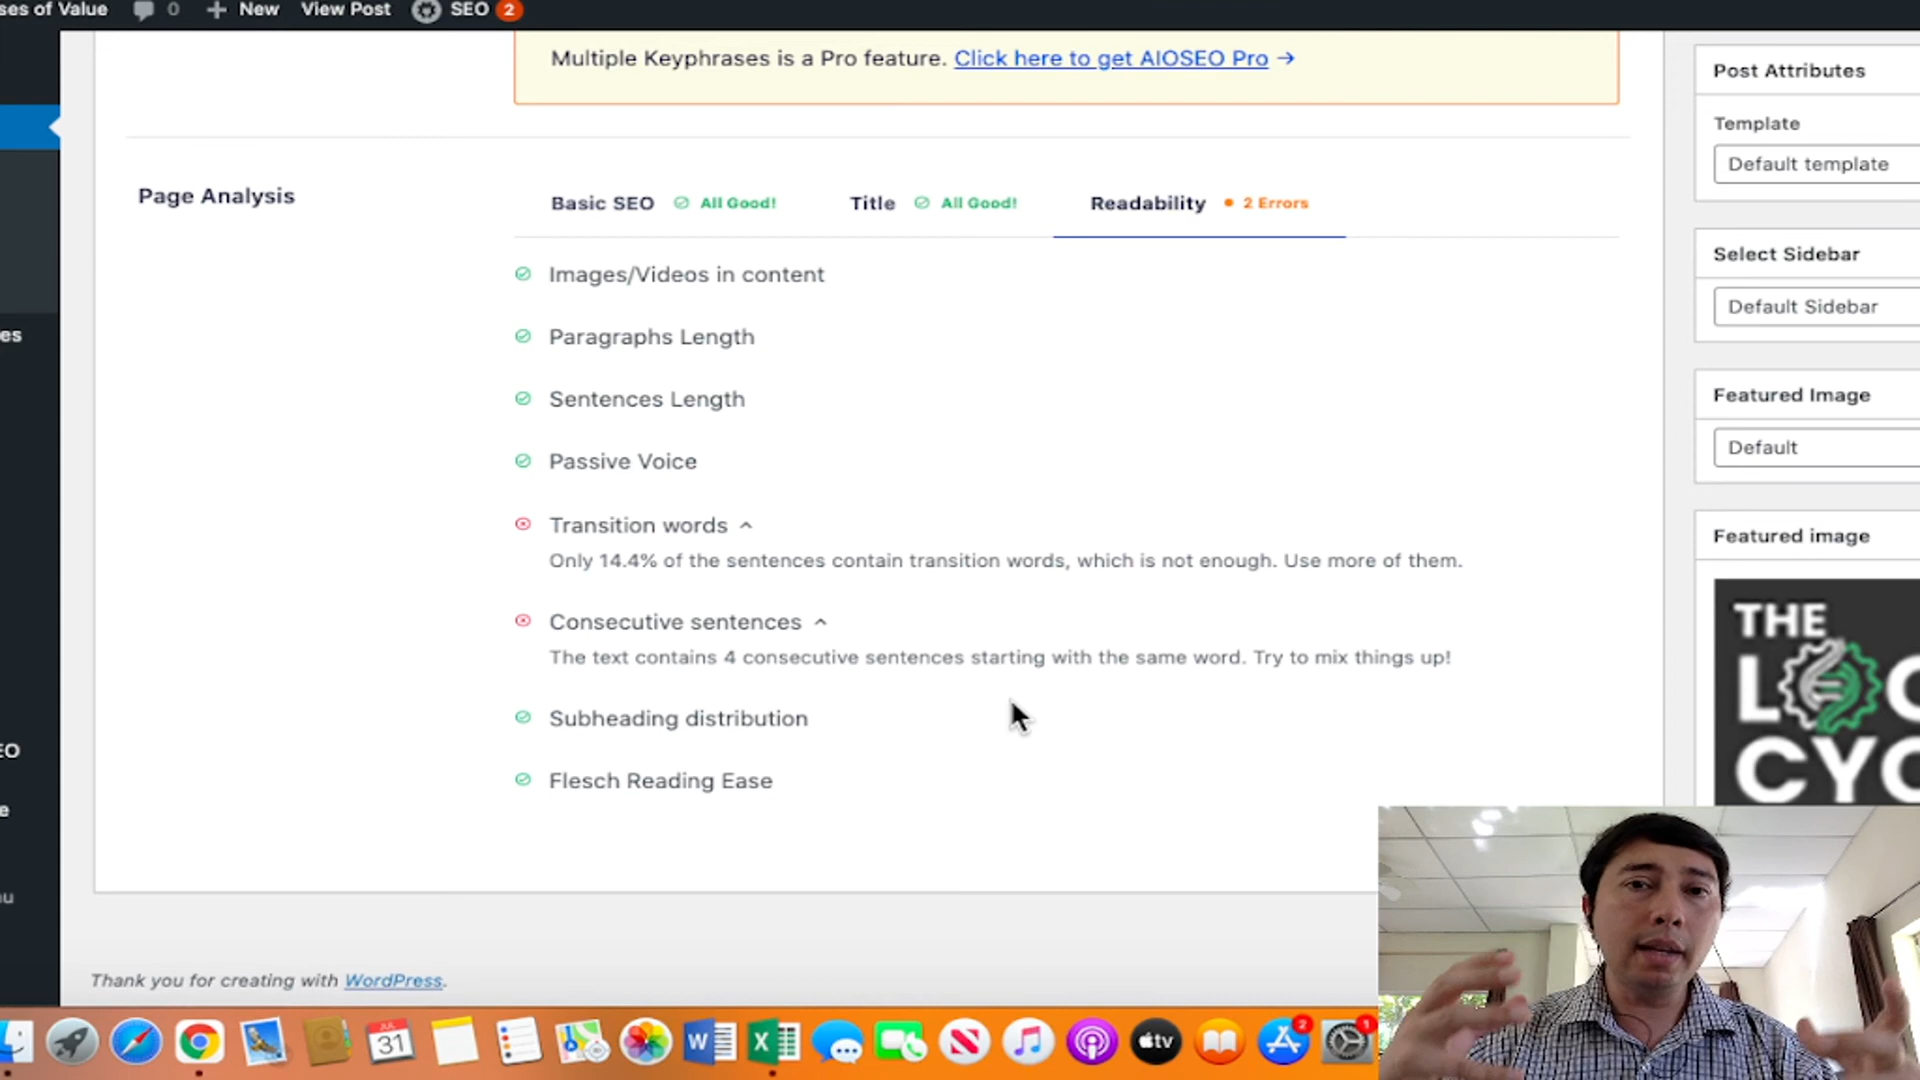 ses of Value 0 New View Post SEO 2
Multiple Keyphrases is a Pro feature. Click here to get AIOSEO Pro →
Post Attributes
Template
Default template
Page Analysis
Basic SEO All Good! Title All Good! Readability 2 Errors
Select Sidebar
Default Sidebar
Images/Videos in content
es
Paragraphs Length
Featured Image
Default
Sentences Length
Passive Voice
Transition words
Only 14.4% of the sentences contain transition words, which is not enough. Use more of them.
Featured image
Consecutive sentences
The text contains 4 consecutive sentences starting with the same word. Try to mix things up!
THE
LO
CYC
Subheading distribution
EO
Flesch Reading Ease
e
u
Thank you for creating with WordPress.
JUL
31
W
X
tv
2
1